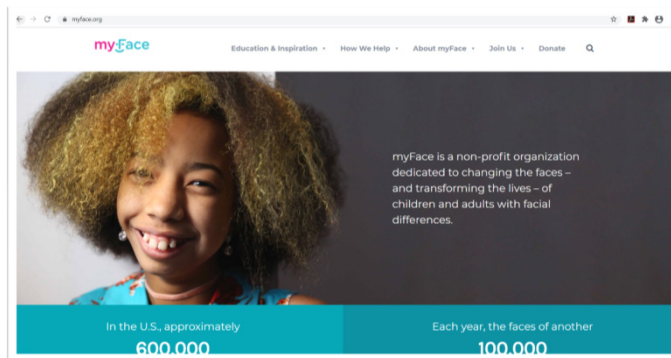 myface.org
myFace
Education & Inspiration
How We Help
About myFace
Join Us
Donate
myFace is a non-profit organization
dedicated to changing the faces –
and transforming the lives – of
children and adults with facial
differences.
In the U.S., approximately
600,000
Each year, the faces of another
100,000